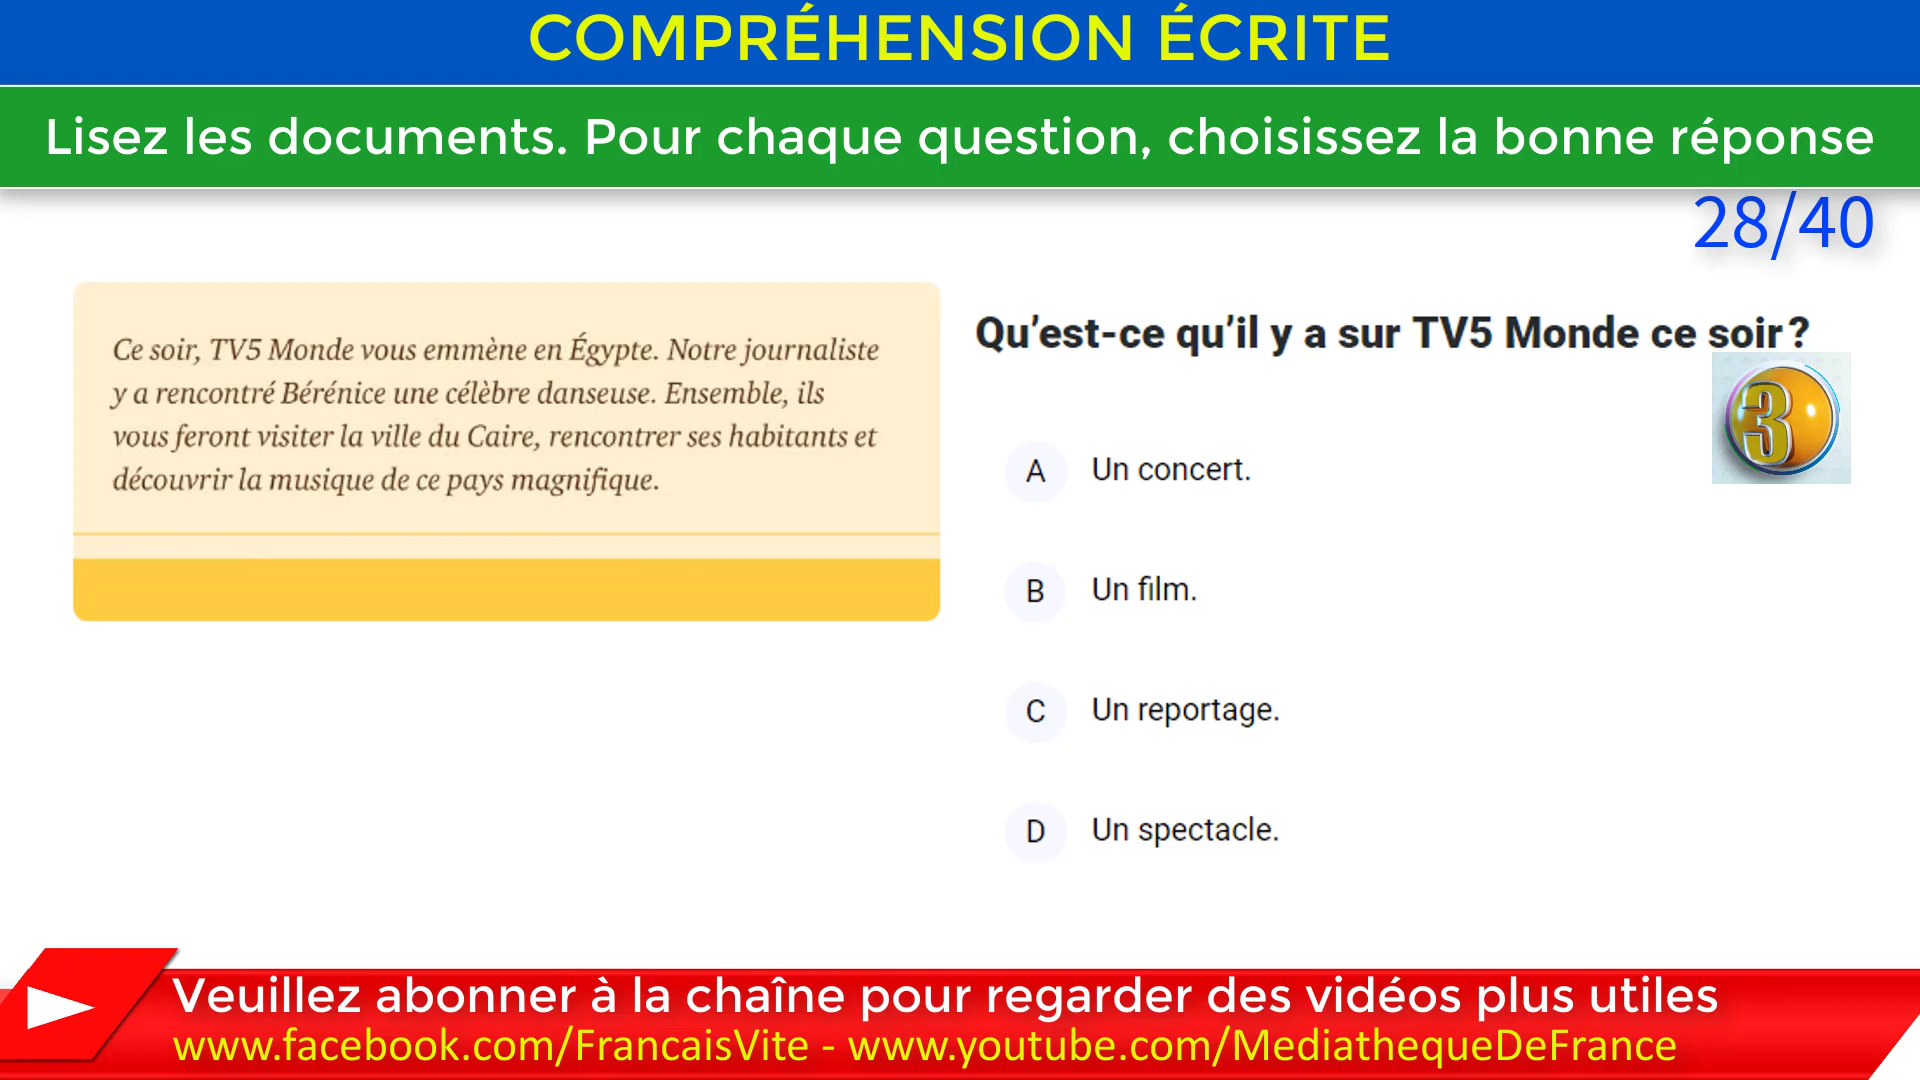 COMPRÉHENSION ÉCRITE
Lisez les documents. Pour chaque question, choisissez la bonne réponse
28/40
Ce soir, TV5 Monde vous emmène en Égypte. Notre journaliste
y a rencontré Bérénice une célèbre danseuse. Ensemble, ils
vous feront visiter la ville du Caire, rencontrer ses habitants et
découvrir la musique de ce pays magnifique.
Qu’est-ce qu’il y a sur TV5 Monde ce soir ?
3
A Un concert.
B Un film.
C Un reportage.
D Un spectacle.
Veuillez abonner à la chaîne pour regarder des vidéos plus utiles
www.facebook.com/FrancaisVite - www.youtube.com/MediathequeDeFrance